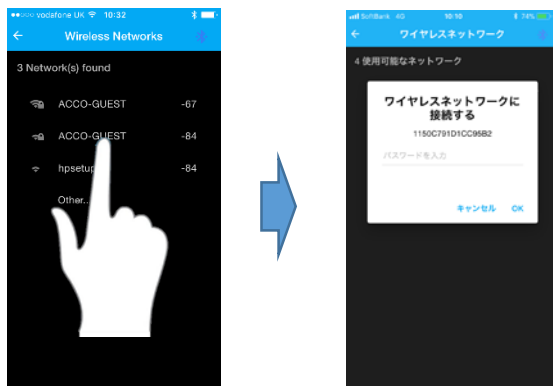 vodafone UK 10:32
Wireless Networks
3 Network(s) found
ACCO-GUEST -67
ACCO-GUEST -84
hpsetup -84
Other..
SoftBank 4G 10:10 74%
ワイヤレスネットワーク
4 使用可能なネットワーク
ワイヤレスネットワークに
接続する
1150C791D1CC95B2
パスワードを入力
キャンセル OK